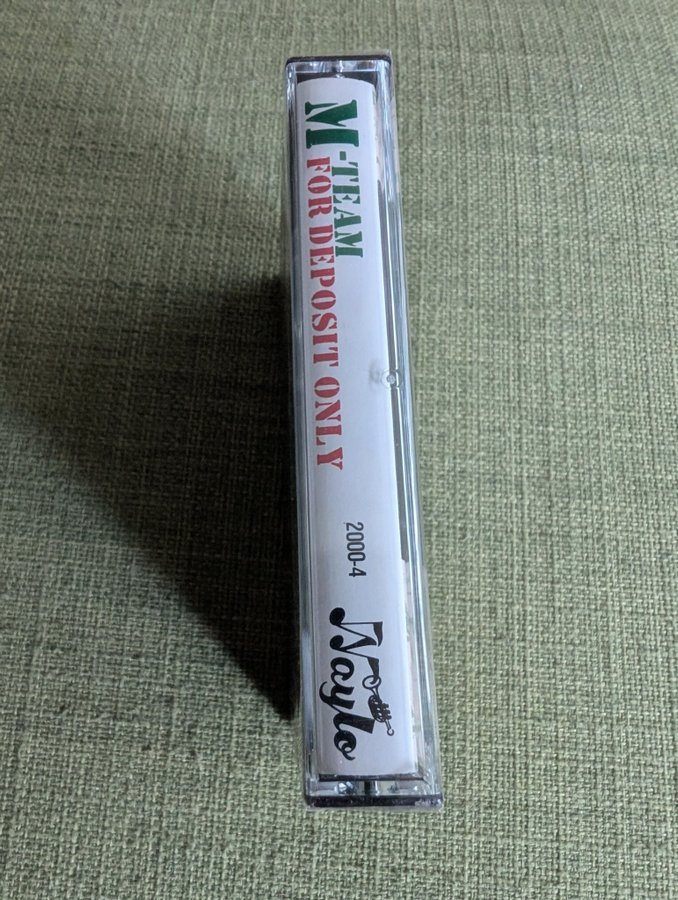 M-TEAM
FOR DEPOSIT ONLY
2000-4
Naylo